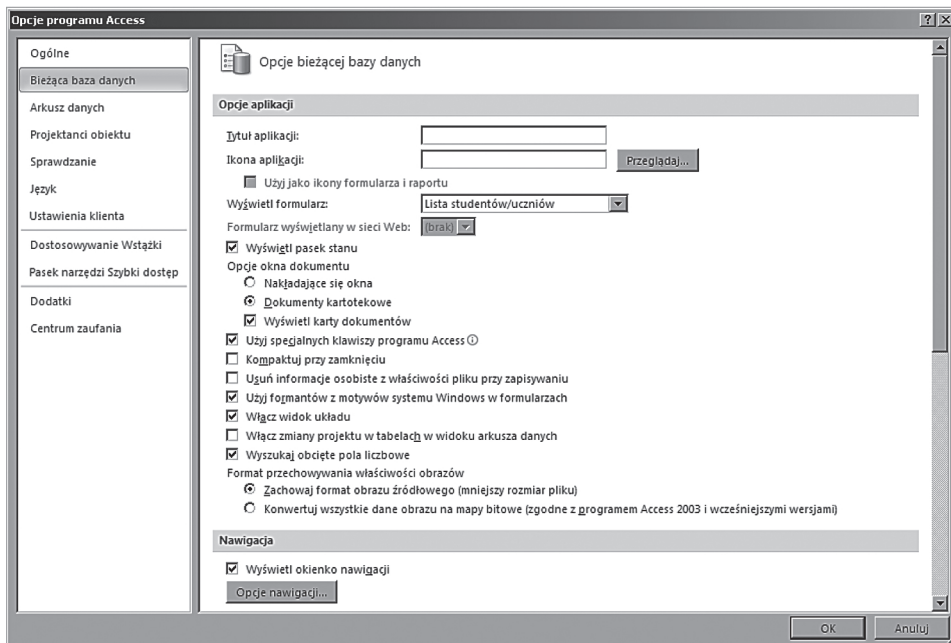 Opcje programu Access
Ogólne
Bieżąca baza danych
Arkusz danych
Projektanci obiektu
Sprawdzanie
Język
Ustawienia klienta
Dostosowywanie Wstążki
Pasek narzędzi Szybki dostęp
Dodatki
Centrum zaufania
Opcje bieżącej bazy danych
Opcje aplikacji
Tytuł aplikacji:
Ikona aplikacji:
Przeglądaj...
Użyj jako ikony formularza i raportu
Wyświetl formularz:
Lista studentów/uczniów
Formularz wyświetlany w sieci Web:
(brak)
Wyświetl pasek stanu
Opcje okna dokumentu
Nakładające się okna
Dokumenty kartotekowe
Wyświetl karty dokumentów
Użyj specjalnych klawiszy programu Access
Kompaktuj przy zamknięciu
Usuń informacje osobiste z właściwości pliku przy zapisywaniu
Użyj formantów z motywów systemu Windows w formularzach
Włącz widok układu
Włącz zmiany projektu w tabelach w widoku arkusza danych
Wyszukaj obcięte pola liczbowe
Format przechowywania właściwości obrazów
Zachowaj format obrazu źródłowego (mniejszy rozmiar pliku)
Konwertuj wszystkie dane obrazu na mapy bitowe (zgodne z programem Access 2003 i wcześniejszymi wersjami)
Nawigacja
Wyświetl okienko nawigacji
Opcje nawigacji...
OK
Anuluj